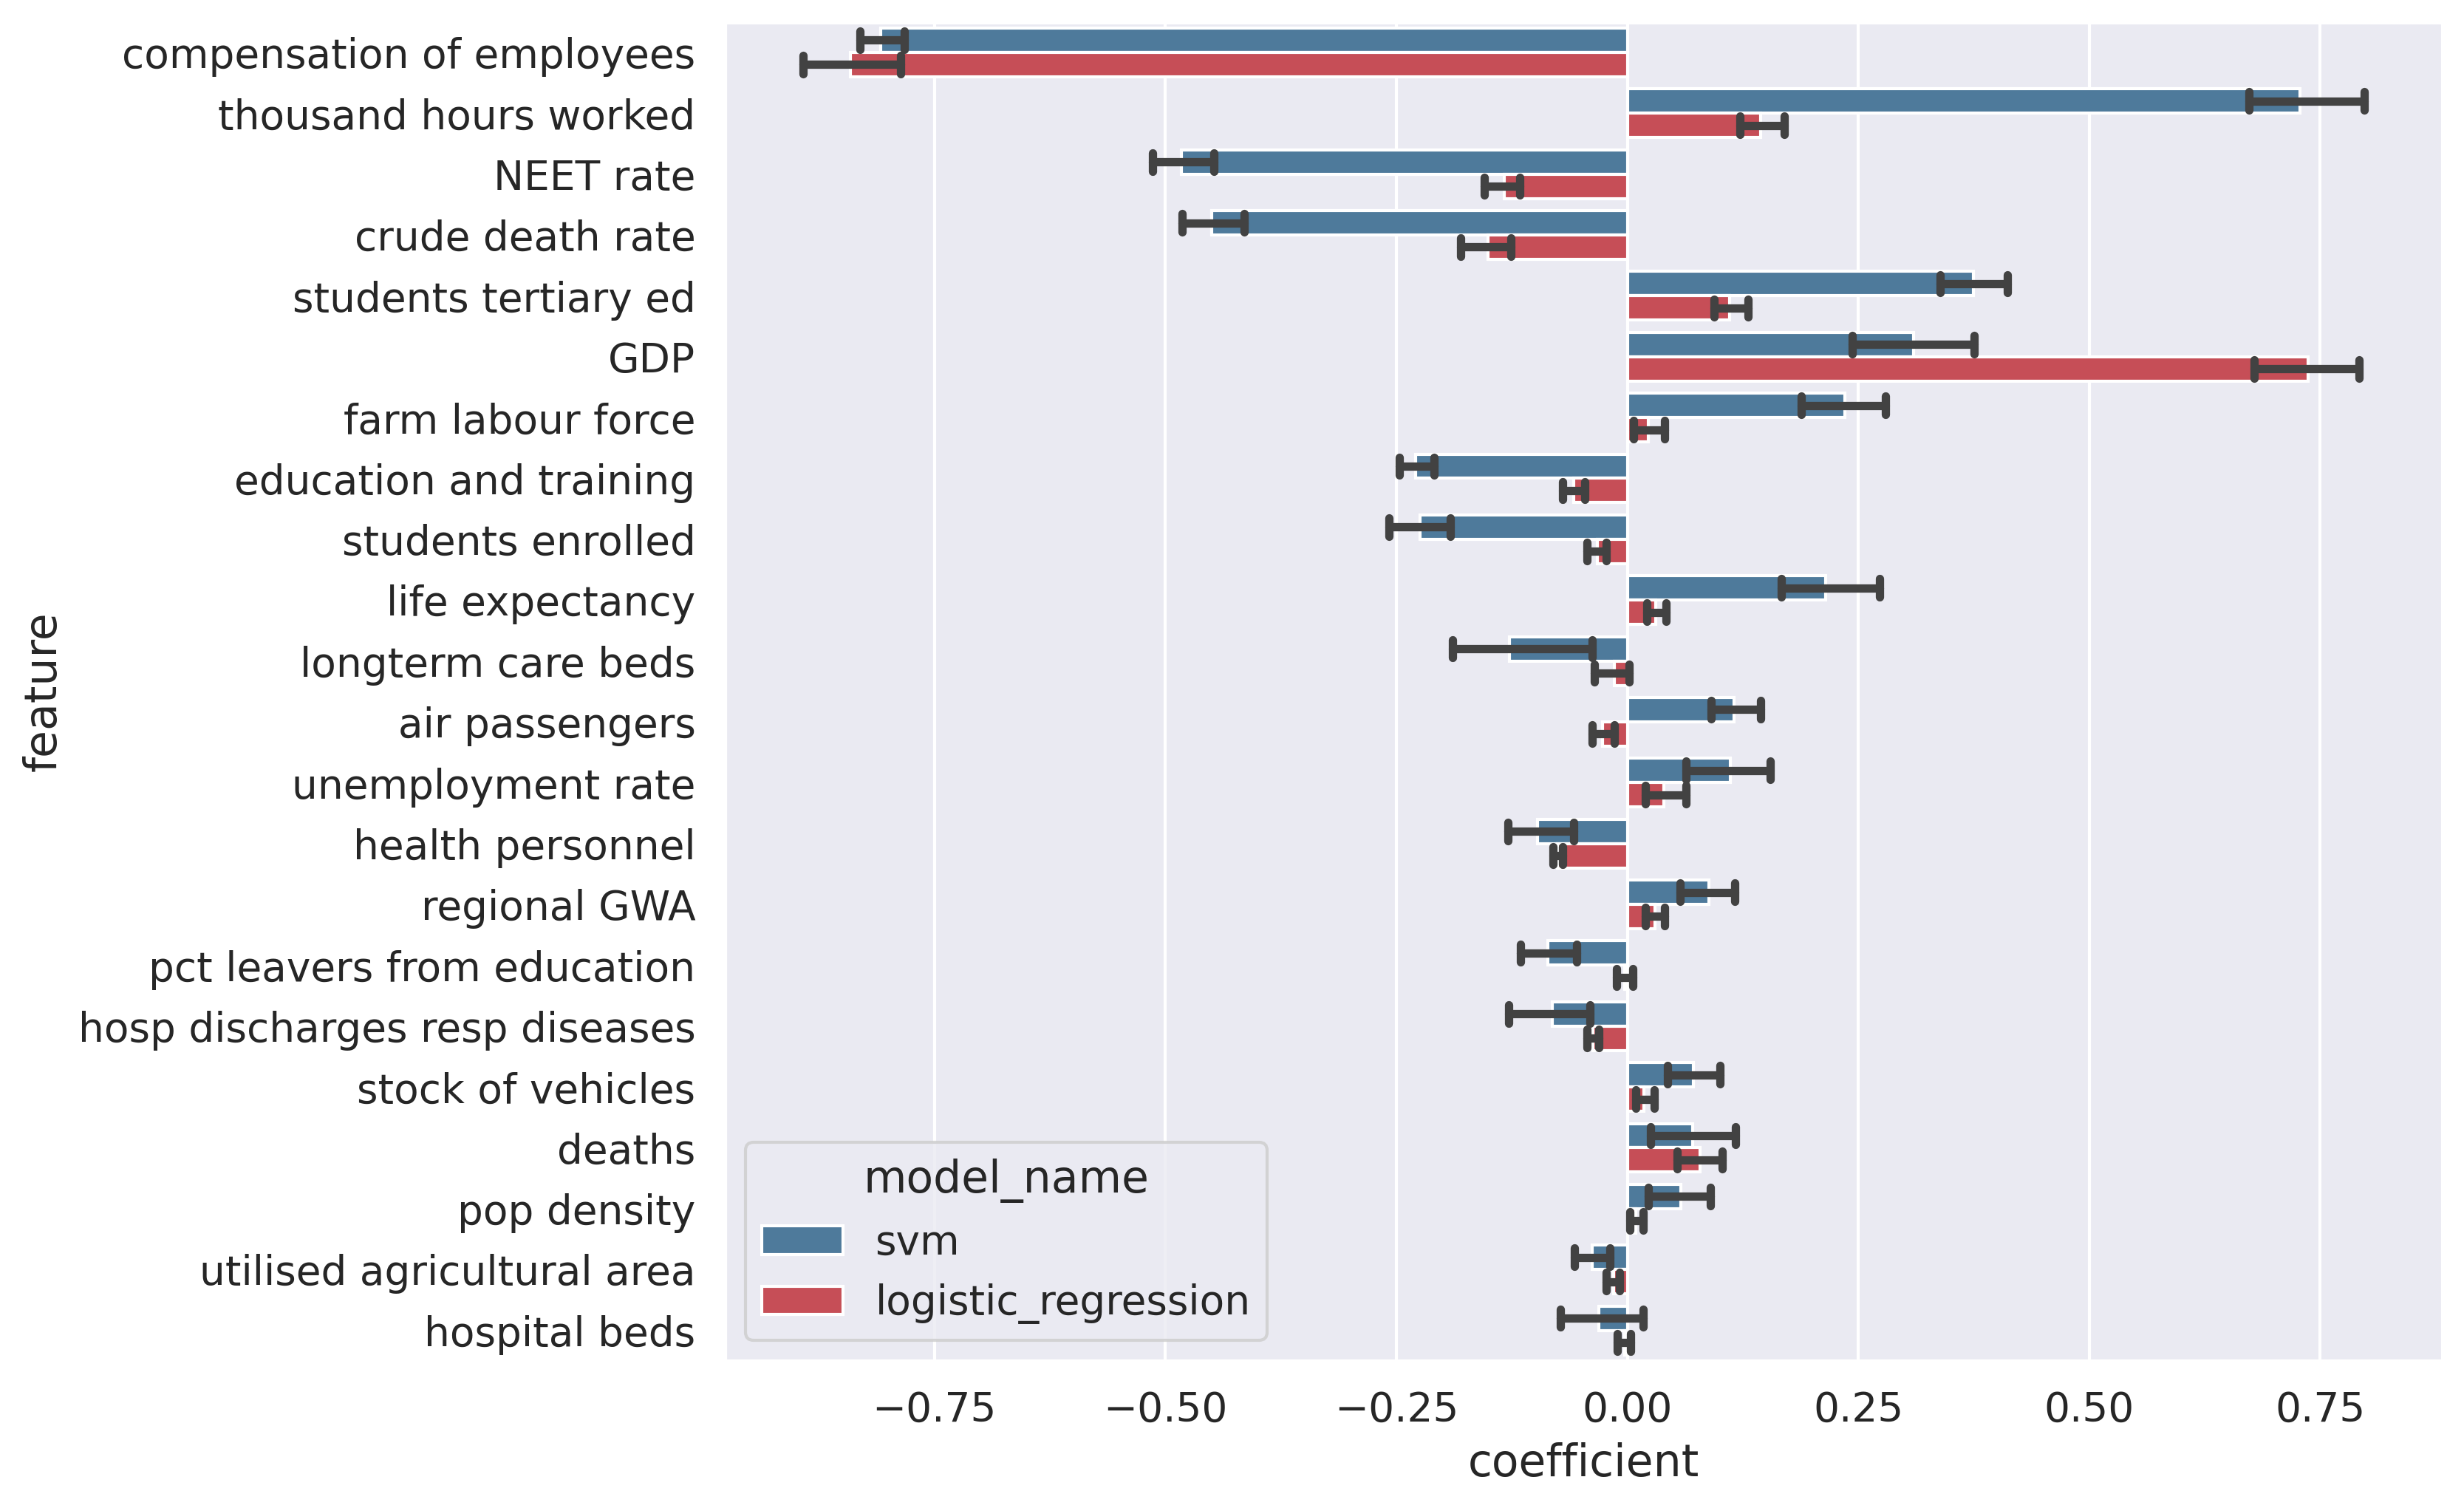 compensation of employees
thousand hours worked
NEET rate
crude death rate
students tertiary ed
GDP
farm labour force
education and training
students enrolled
life expectancy
longterm care beds
air passengers
unemployment rate
health personnel
regional GWA
pct leavers from education
hosp discharges resp diseases
stock of vehicles
deaths
pop density
utilised agricultural area
hospital beds
feature
model_name
svm
logistic_regression
−0.75 −0.50 −0.25 0.00 0.25 0.50 0.75
coefficient